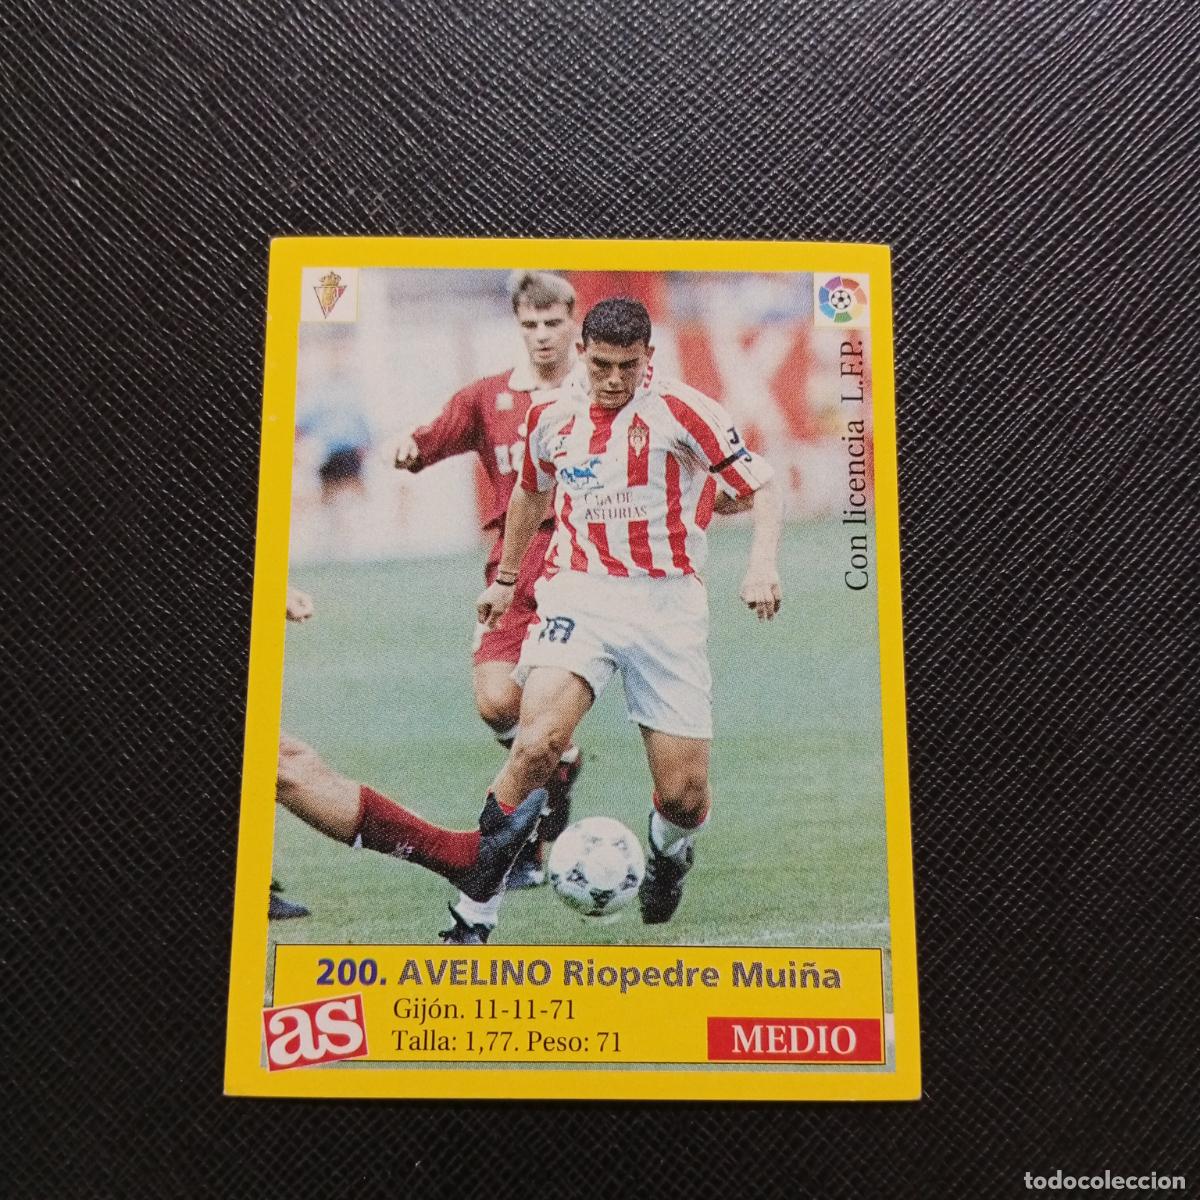 Con licencia L.F.P.
CAJA DE
ASTURIAS
18
200. AVELINO Riopedre Muiña
Gijón. 11-11-71
Talla: 1,77. Peso: 71
as
MEDIO
todocoleccion